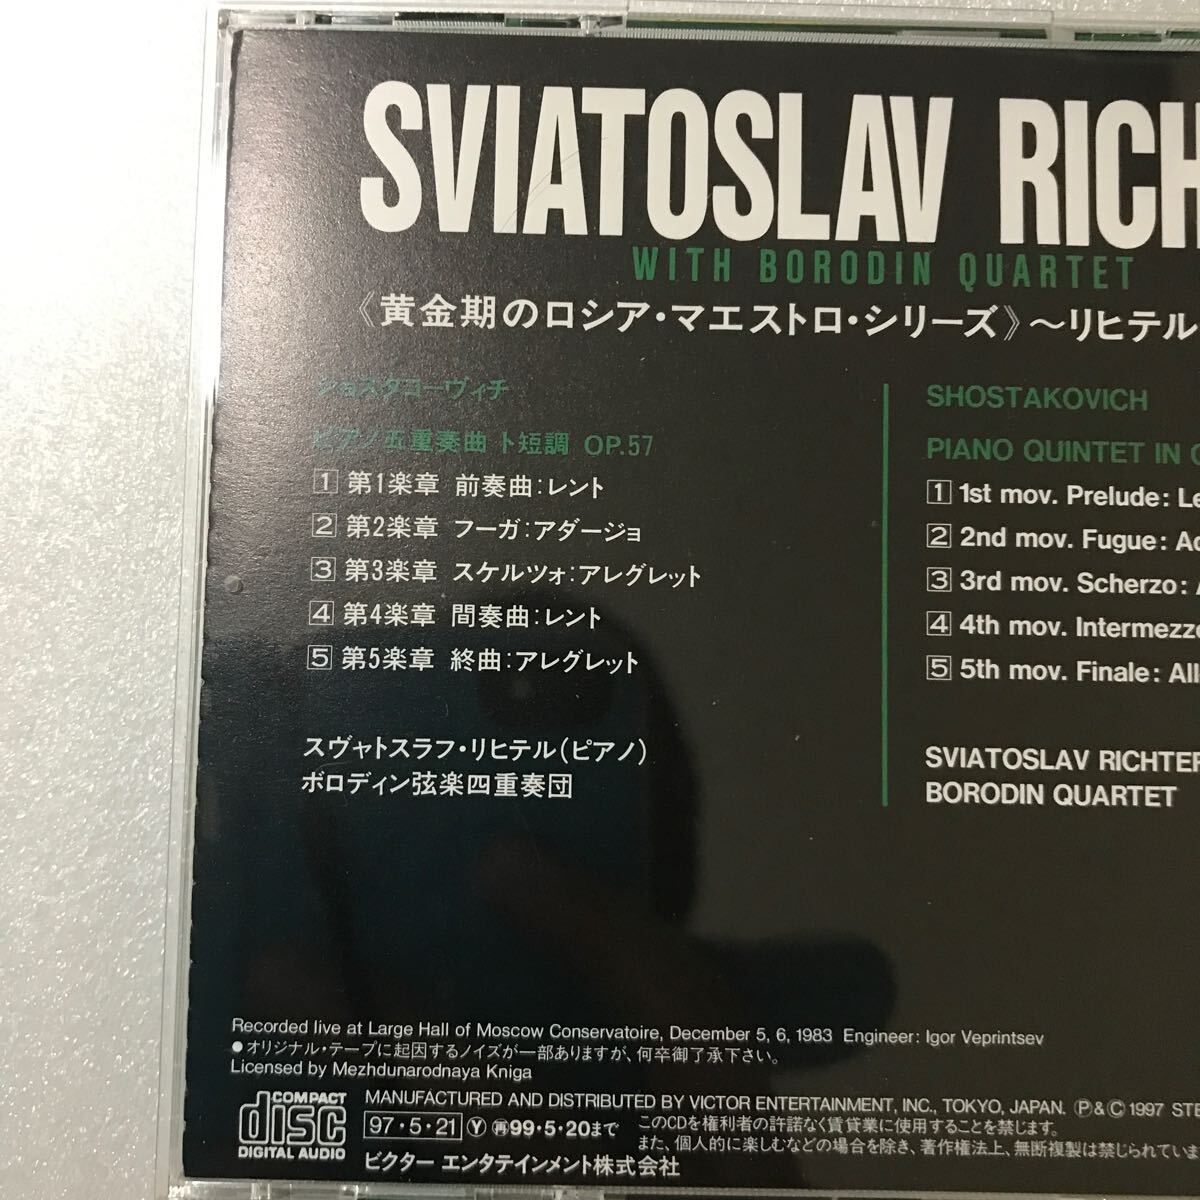 SVIATOSLAV RICH
WITH BORODIN QUARTET
《黄金期のロシア・マエストロ・シリーズ》〜リヒテル
ショスタコーヴィチ
ピアノ五重奏曲 ト短調 OP.57
1 第1楽章 前奏曲:レント
2 第2楽章 フーガ:アダージョ
3 第3楽章 スケルツォ:アレグレット
4 第4楽章 間奏曲:レント
5 第5楽章 終曲:アレグレット
スヴャトスラフ・リヒテル(ピアノ)
ボロディン弦楽四重奏団
SHOSTAKOVICH
PIANO QUINTET IN
1 1st mov. Prelude: Le
2 2nd mov. Fugue: Ad
3 3rd mov. Scherzo:
4 4th mov. Intermezzo
5 5th mov. Finale: All
SVIATOSLAV RICHTER
BORODIN QUARTET
Recorded live at Large Hall of Moscow Conservatoire, December 5, 6, 1983 Engineer: Igor Veprintsev
●オリジナル・テープに起因するノイズが一部ありますが、何卒御了承下さい。
Licensed by Mezhdunarodnaya Kniga
COMPACT disc DIGITAL AUDIO
MANUFACTURED AND DISTRIBUTED BY VICTOR ENTERTAINMENT, INC., TOKYO, JAPAN. Ⓟ&Ⓒ 1997 ST
97・5・21 Ⓨ 再99・5・20まで
このCDを権利者の許諾なく賃貸業に使用することを禁じます。
また、個人的に楽しむなどの場合を除き、著作権法上、無断複製は禁じられていま
ビクター エンタテインメント株式会社